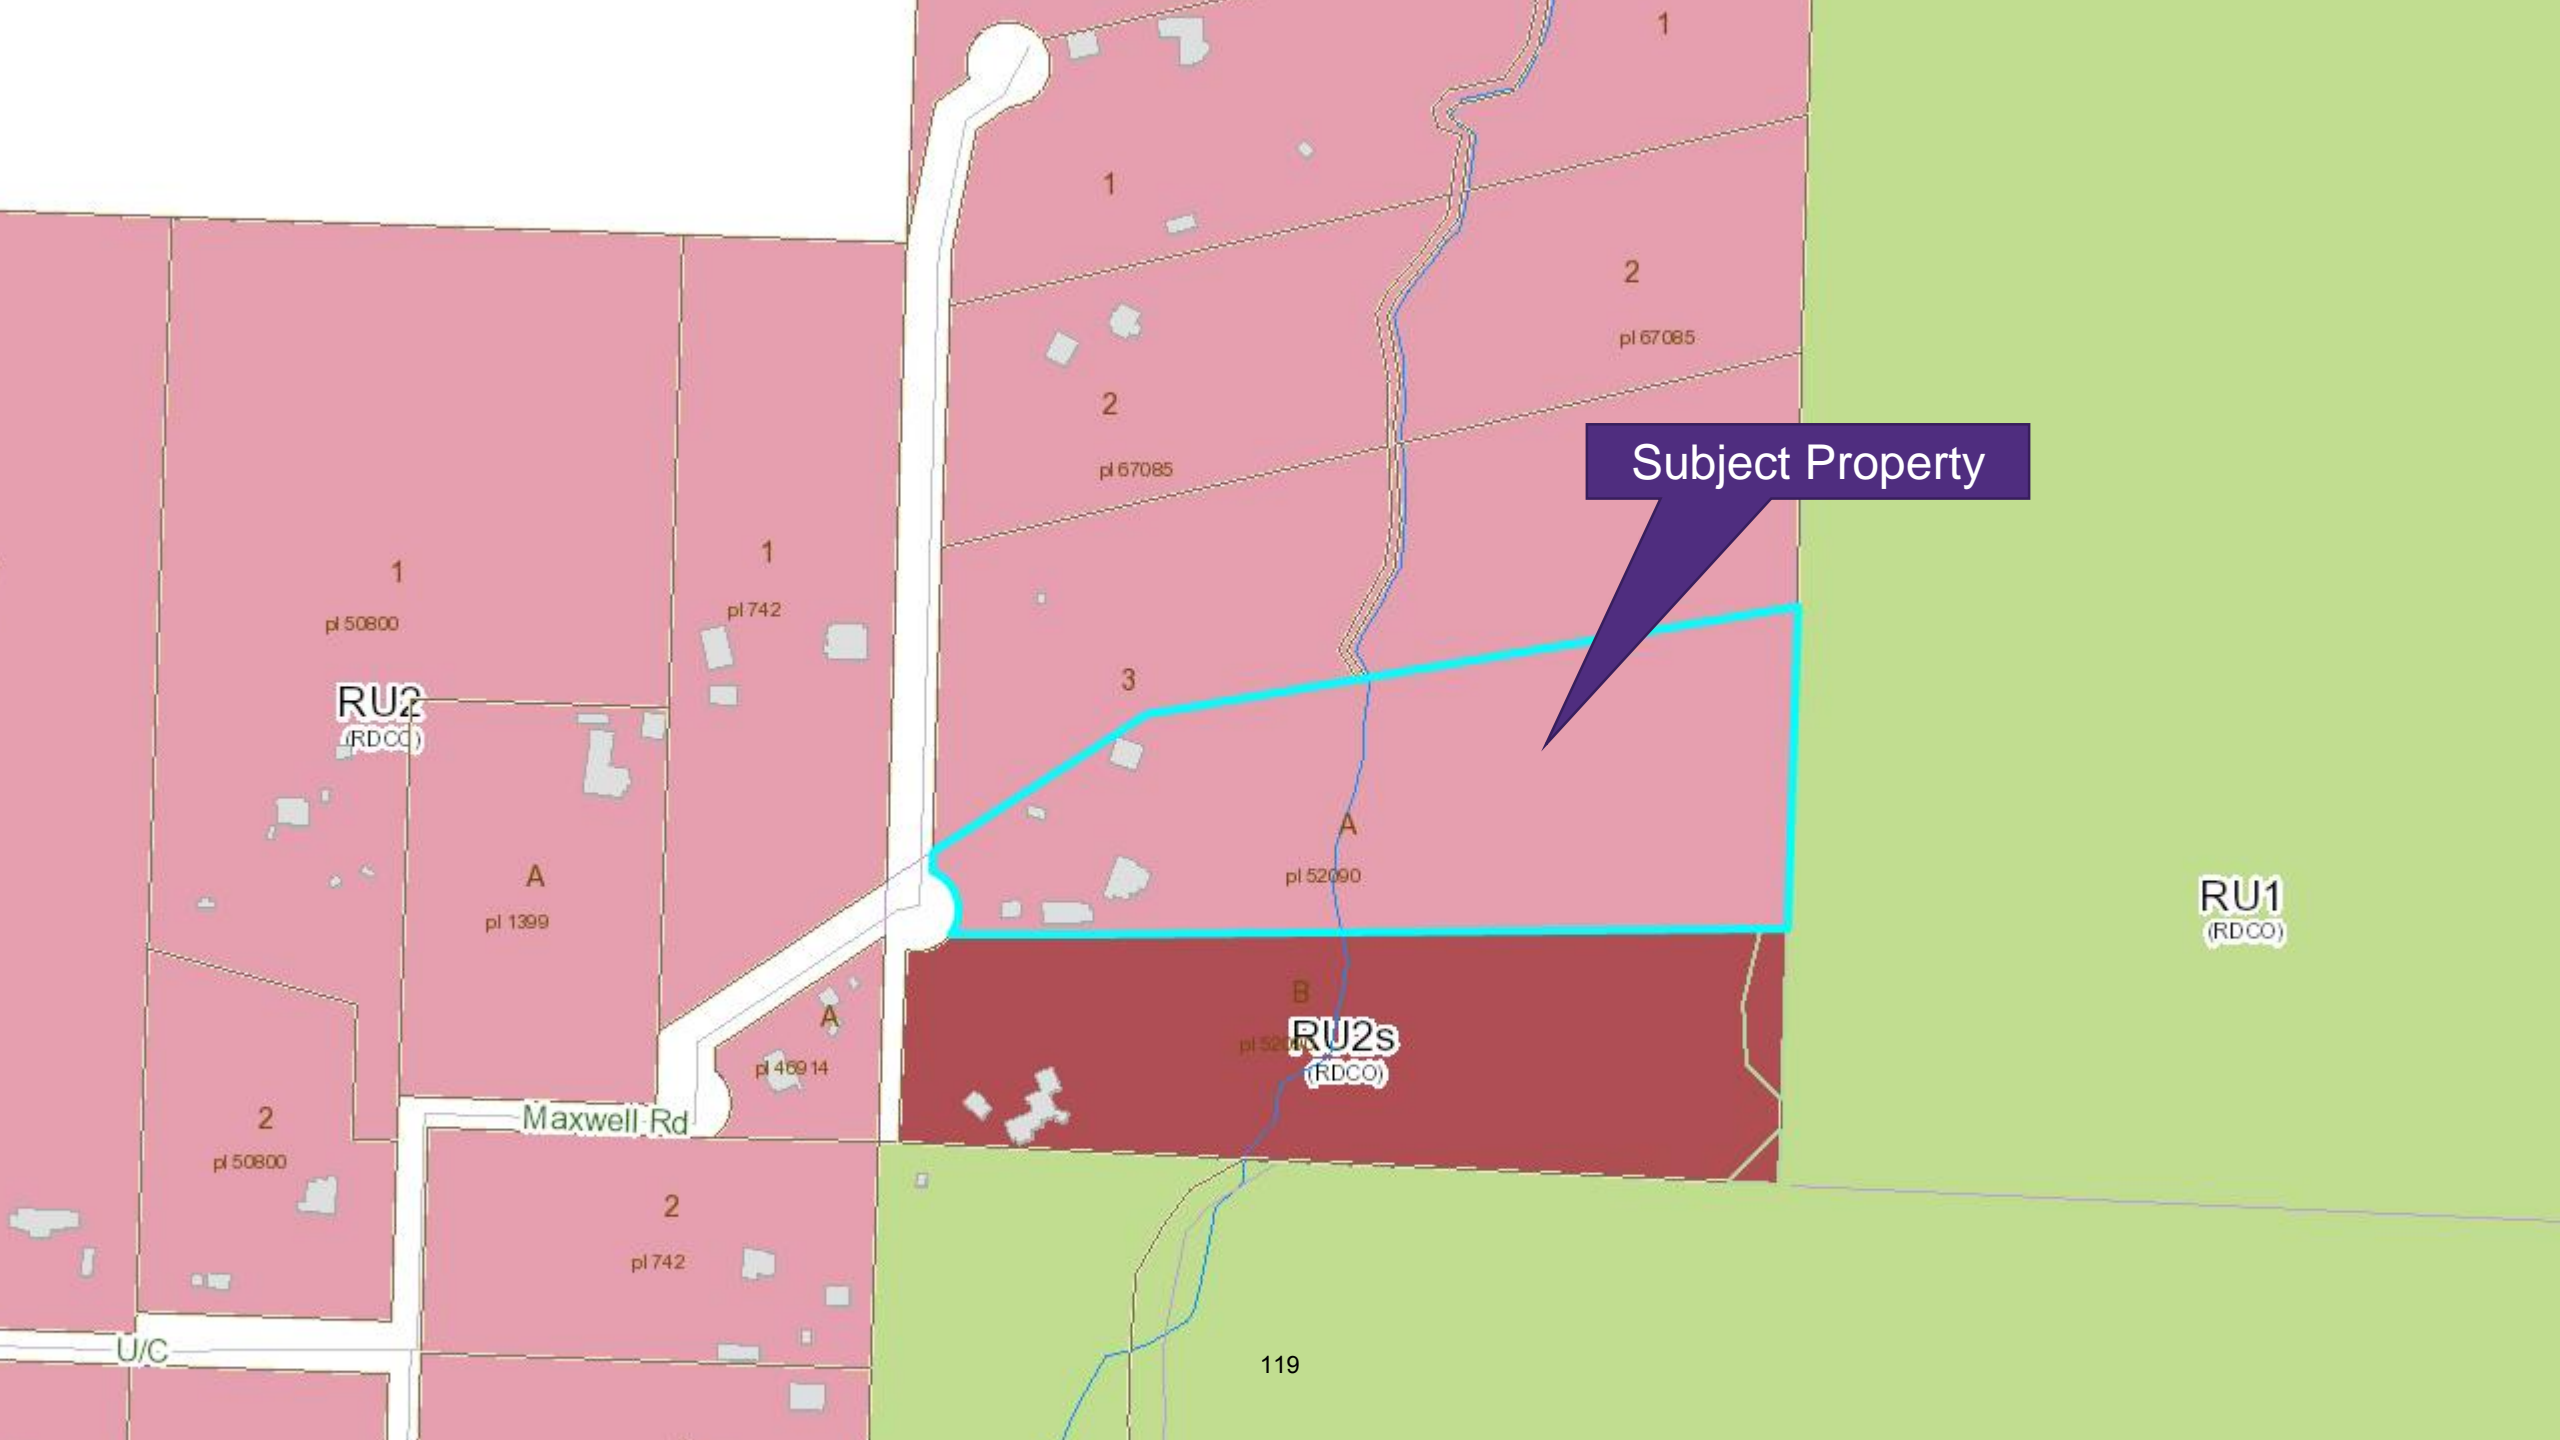 1
1
2
pl 67085
2
pl 67085
Subject Property
1
pl 50800
1
pl 742
RU2
(RDCO)
3
A
pl 52090
A
pl 1399
RU1
(RDCO)
B
pl 52090
RU2s
(RDCO)
A
pl 46914
Maxwell Rd
2
pl 50800
2
pl 742
U/C
119